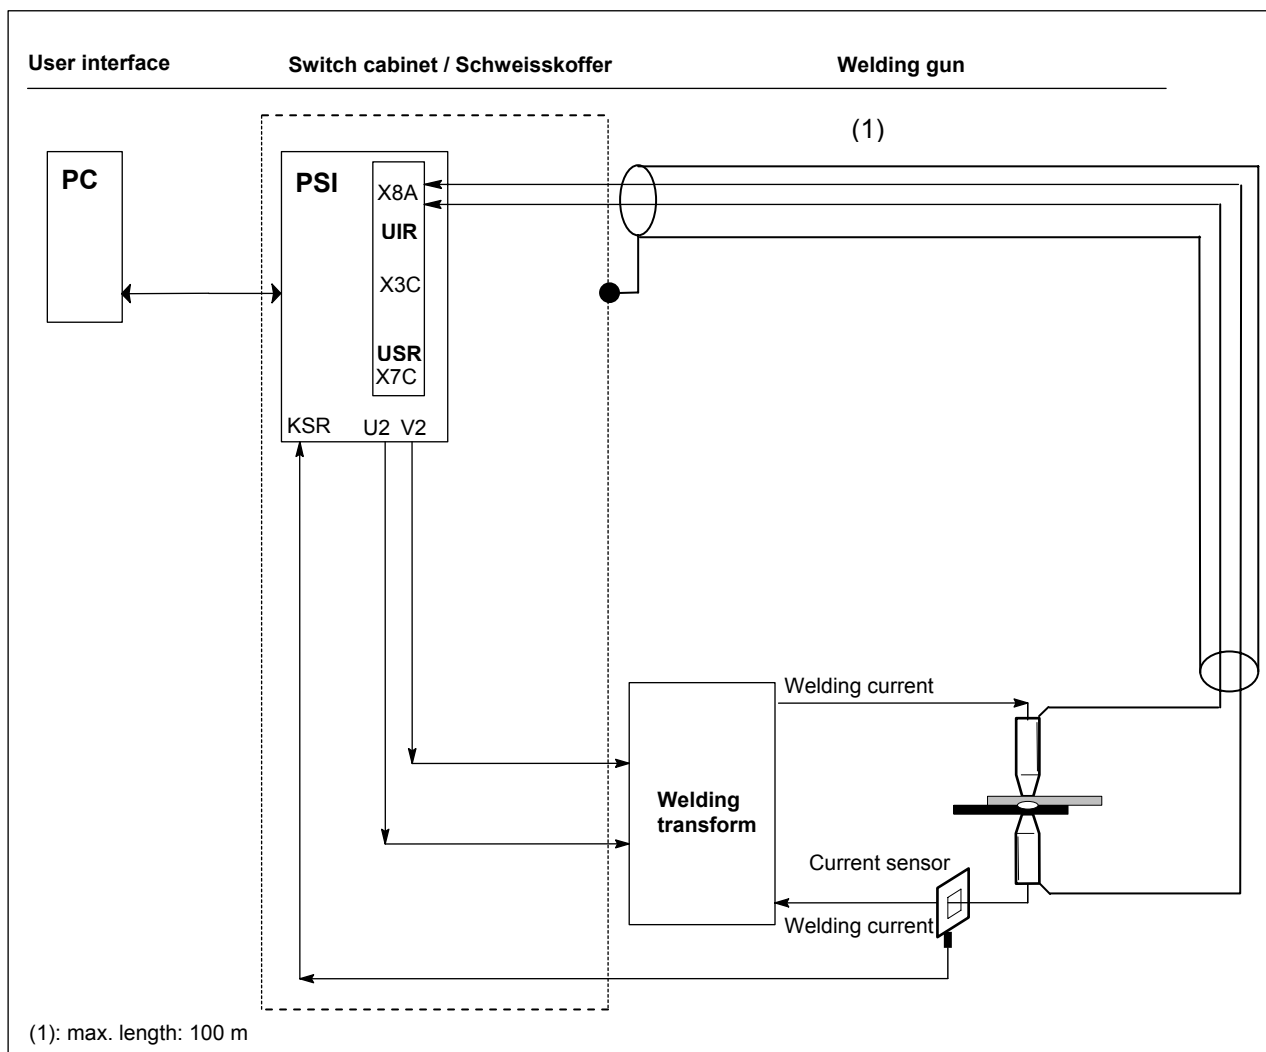 User interface
Switch cabinet / Schweisskoffer
Welding gun
(1)
PC
PSI
X8A
UIR
X3C
USR
X7C
KSR
U2
V2
Welding current
Welding
transform
Current sensor
Welding current
(1): max. length: 100 m